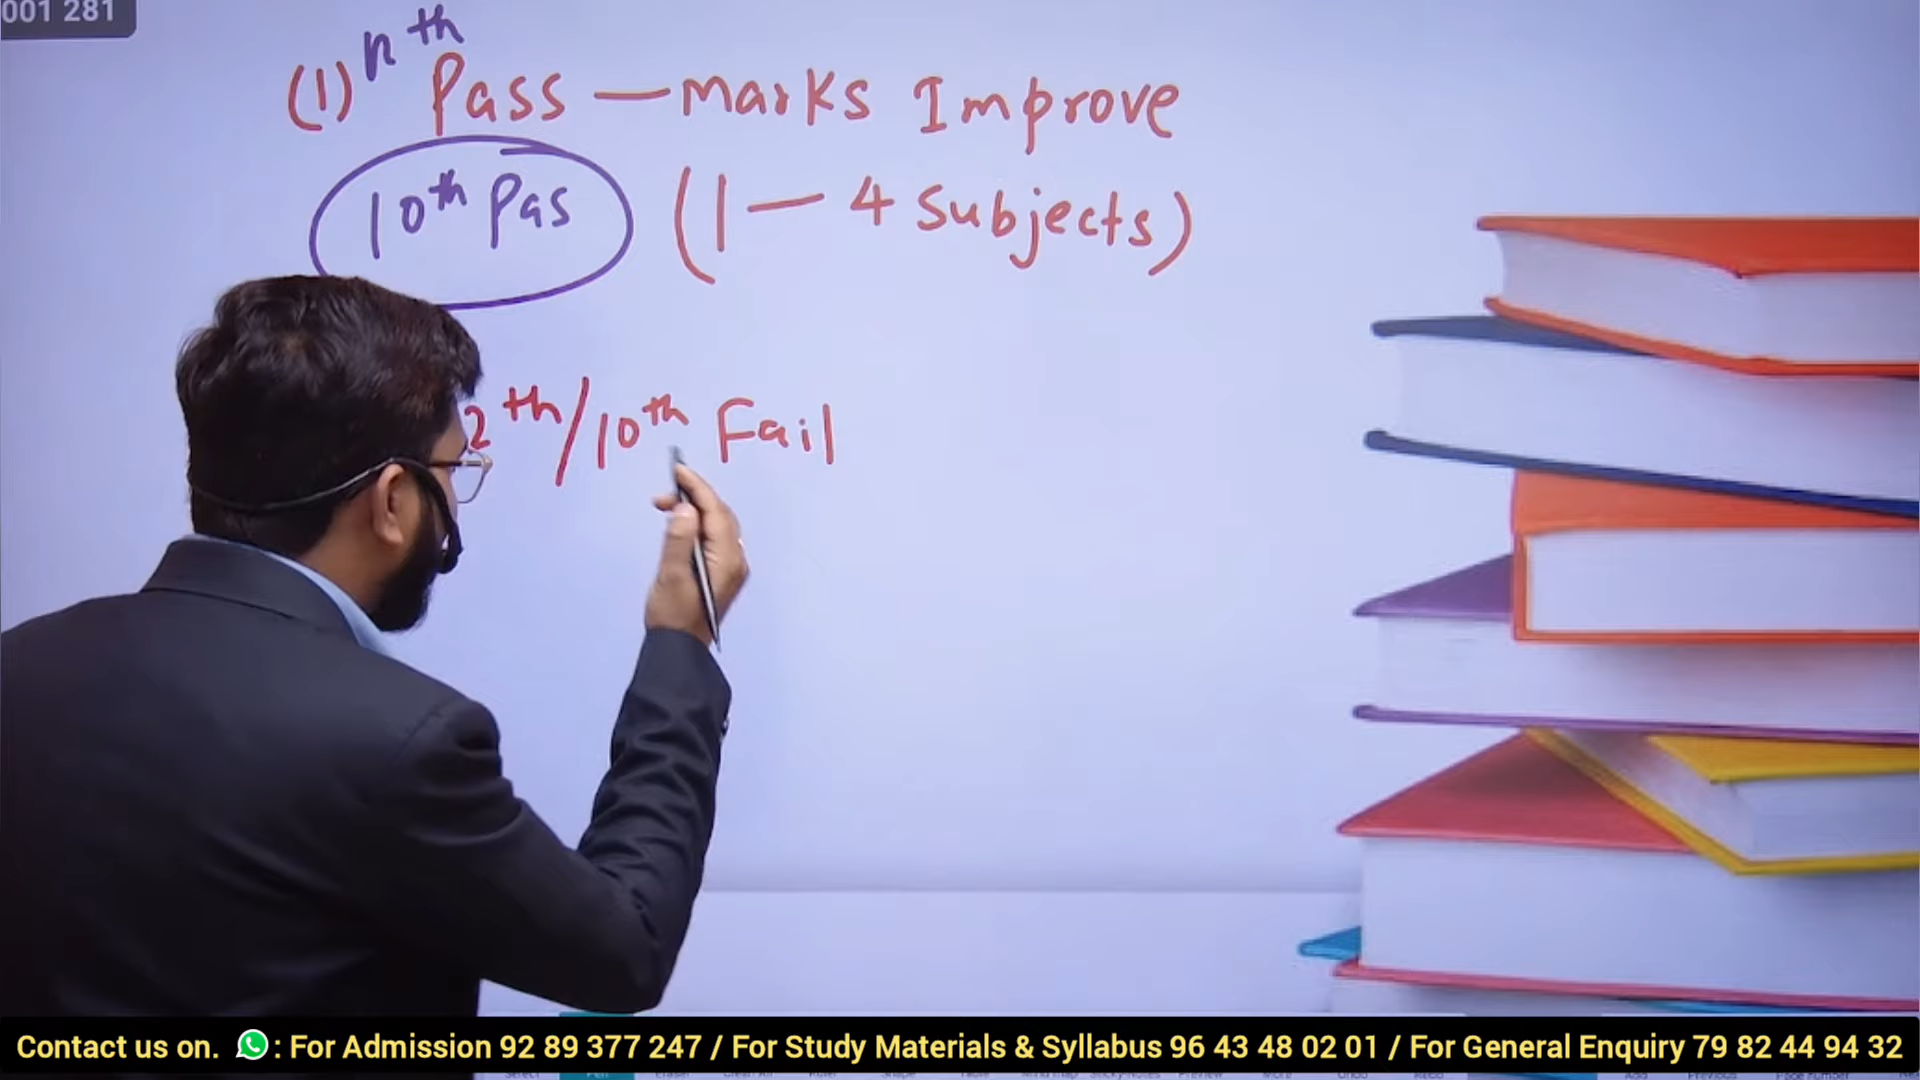 001 281
(1) nth Pass — marks Improve
10th Pas (1 — 4 Subjects)
2th/10th Fail
Contact us on. : For Admission 92 89 377 247 / For Study Materials & Syllabus 96 43 48 02 01 / For General Enquiry 79 82 44 94 32